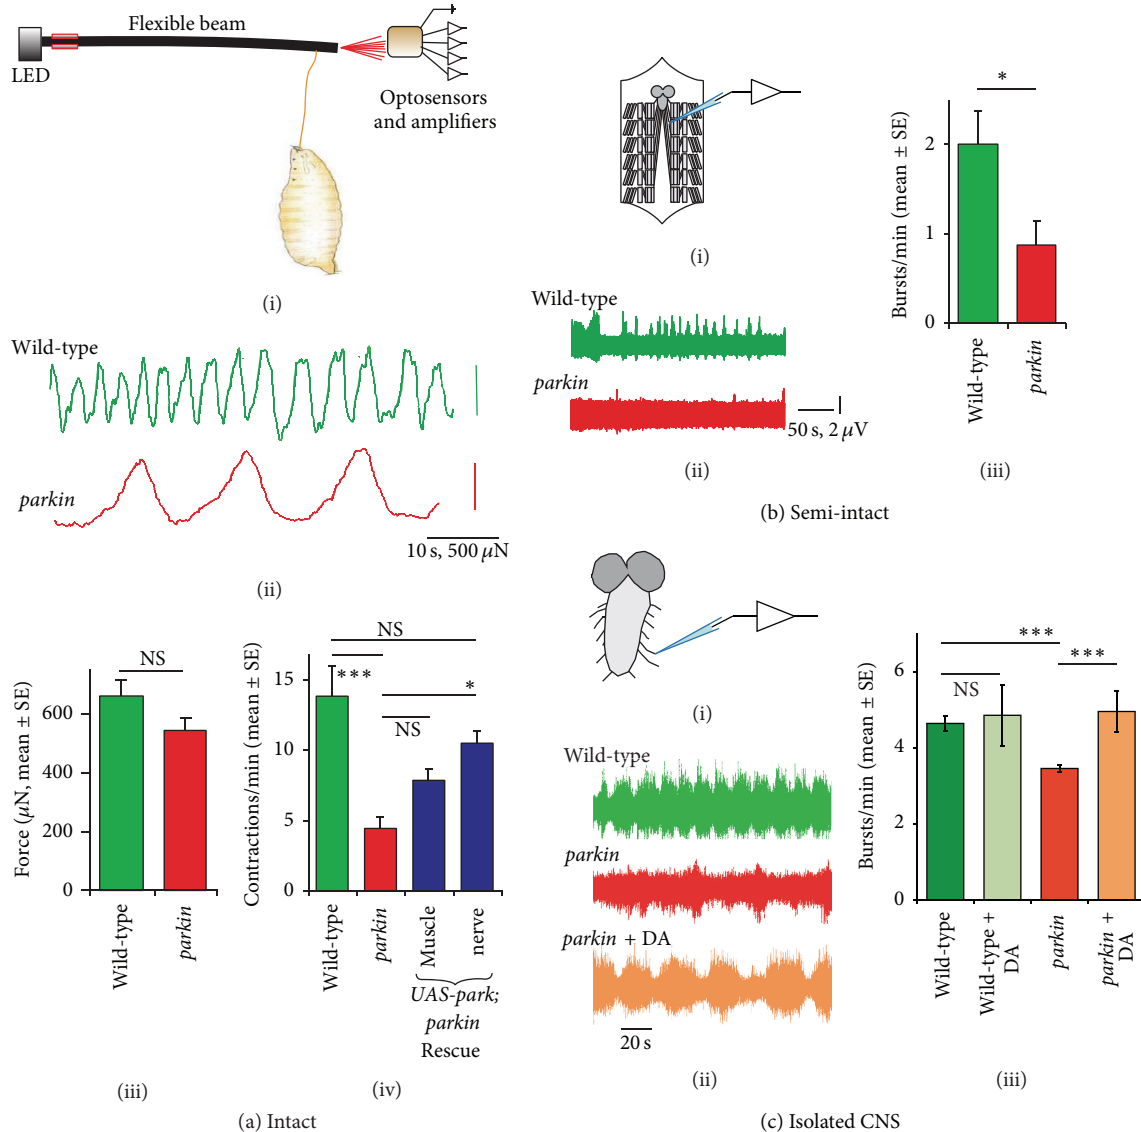 Flexible beam
LED
Optosensors
and amplifiers
(i)
Wild-type
parkin
10 s, 500 μN
(ii)
Force (μN, mean ± SE)
600
400
200
0
NS
Wild-type
parkin
(iii)
Contractions/min (mean ± SE)
15
10
5
0
NS
***
*
NS
Wild-type
parkin
Muscle
nerve
UAS-park;
parkin
Rescue
(iv)
(a) Intact
(i)
Wild-type
parkin
50 s, 2 μV
(ii)
Bursts/min (mean ± SE)
2
1
0
*
Wild-type
parkin
(iii)
(b) Semi-intact
(i)
Wild-type
parkin
parkin + DA
20 s
(ii)
Bursts/min (mean ± SE)
6
4
2
0
***
NS
***
Wild-type
Wild-type +
DA
parkin
parkin +
DA
(iii)
(c) Isolated CNS